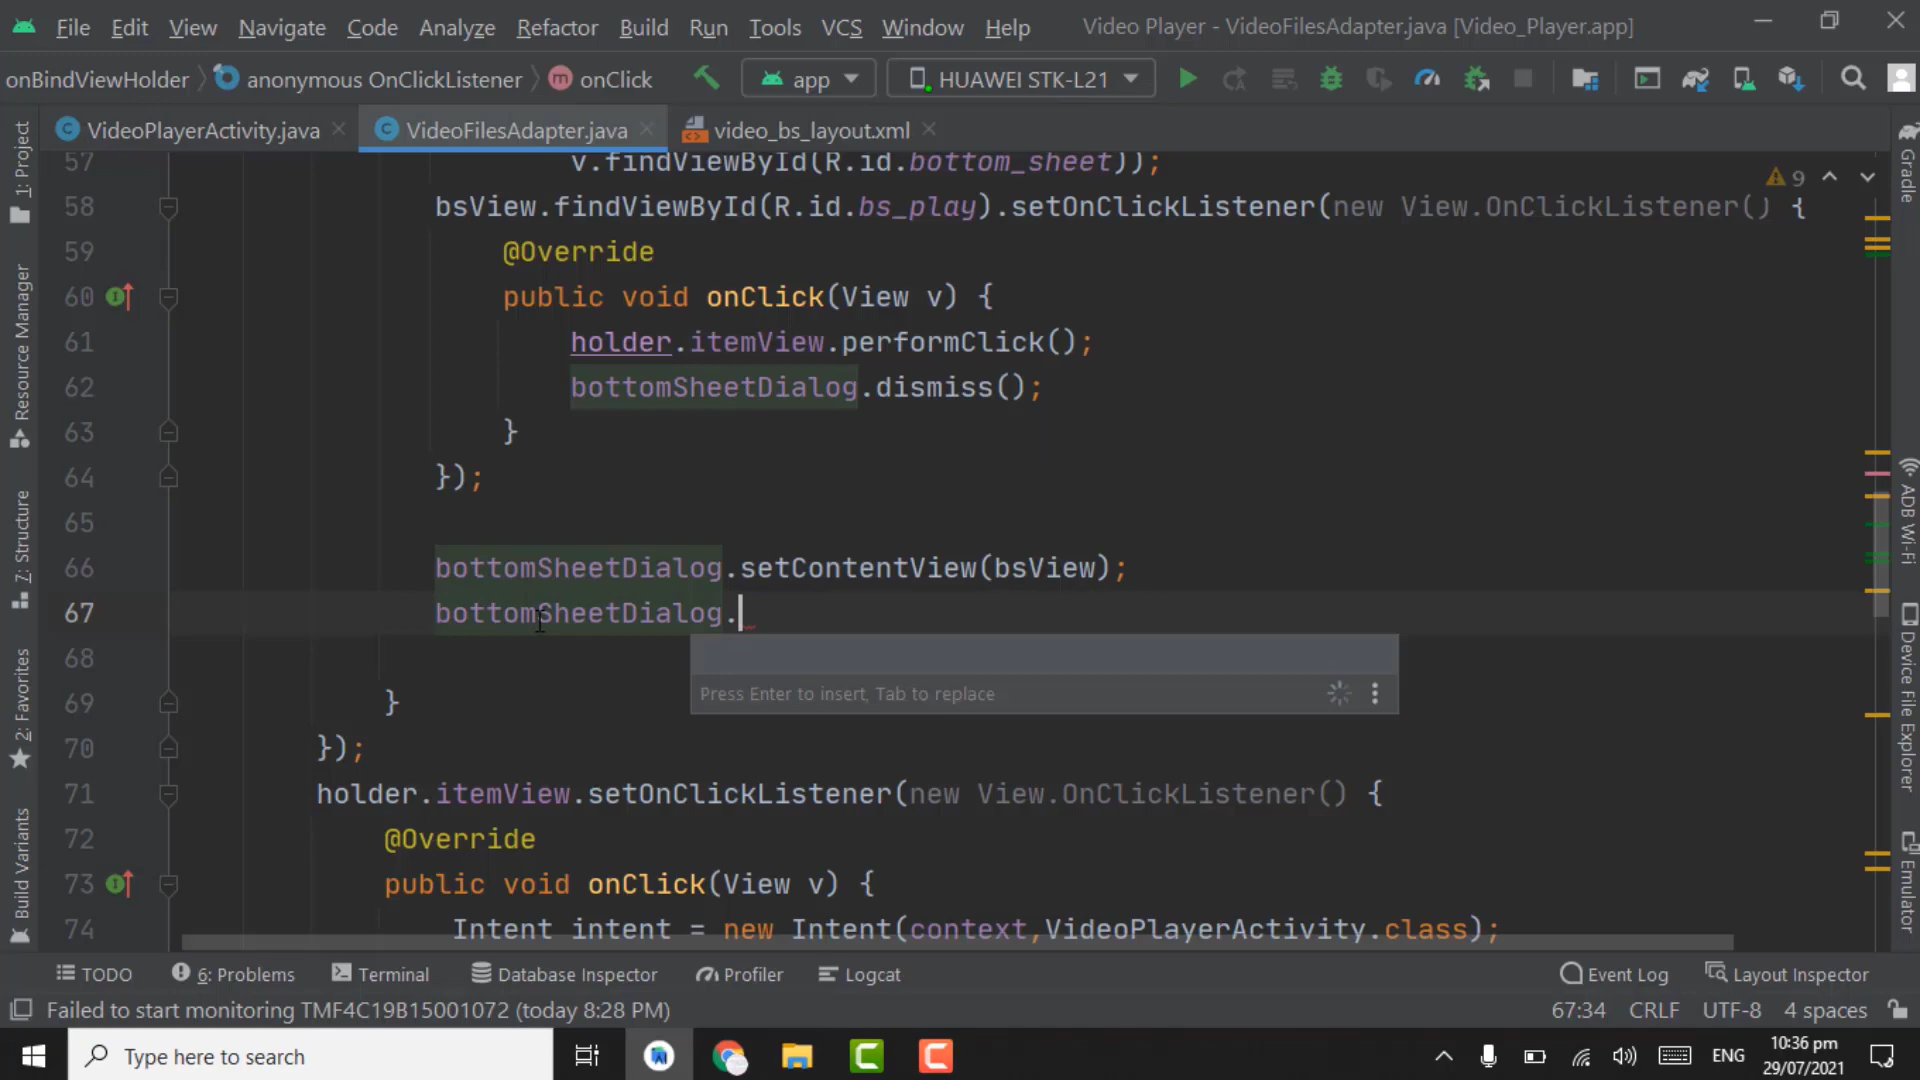 File Edit View Navigate Code Analyze Refactor Build Run Tools VCS Window Help Video Player - VideoFilesAdapter.java [Video_Player.app]
onBindViewHolder anonymous OnClickListener onClick app HUAWEI STK-L21
VideoPlayerActivity.java VideoFilesAdapter.java video_bs_layout.xml
57 v.findViewById(R.id.bottom_sheet));
9
58 bsView.findViewById(R.id.bs_play).setOnClickListener(new View.OnClickListener() {
59 @Override
60 public void onClick(View v) {
61 holder.itemView.performClick();
62 bottomSheetDialog.dismiss();
63 }
64 });
65
66 bottomSheetDialog.setContentView(bsView);
67 bottomSheetDialog.
68
Press Enter to insert, Tab to replace
69 }
70 });
71 holder.itemView.setOnClickListener(new View.OnClickListener() {
72 @Override
73 public void onClick(View v) {
74 Intent intent = new Intent(context,VideoPlayerActivity.class);
1: Project
Resource Manager
7: Structure
2: Favorites
Build Variants
Gradle
ADB Wi-Fi
Device File Explorer
Emulator
TODO 6: Problems Terminal Database Inspector Profiler Logcat Event Log Layout Inspector
Failed to start monitoring TMF4C19B15001072 (today 8:28 PM) 67:34 CRLF UTF-8 4 spaces
Type here to search ENG 10:36 pm
29/07/2021